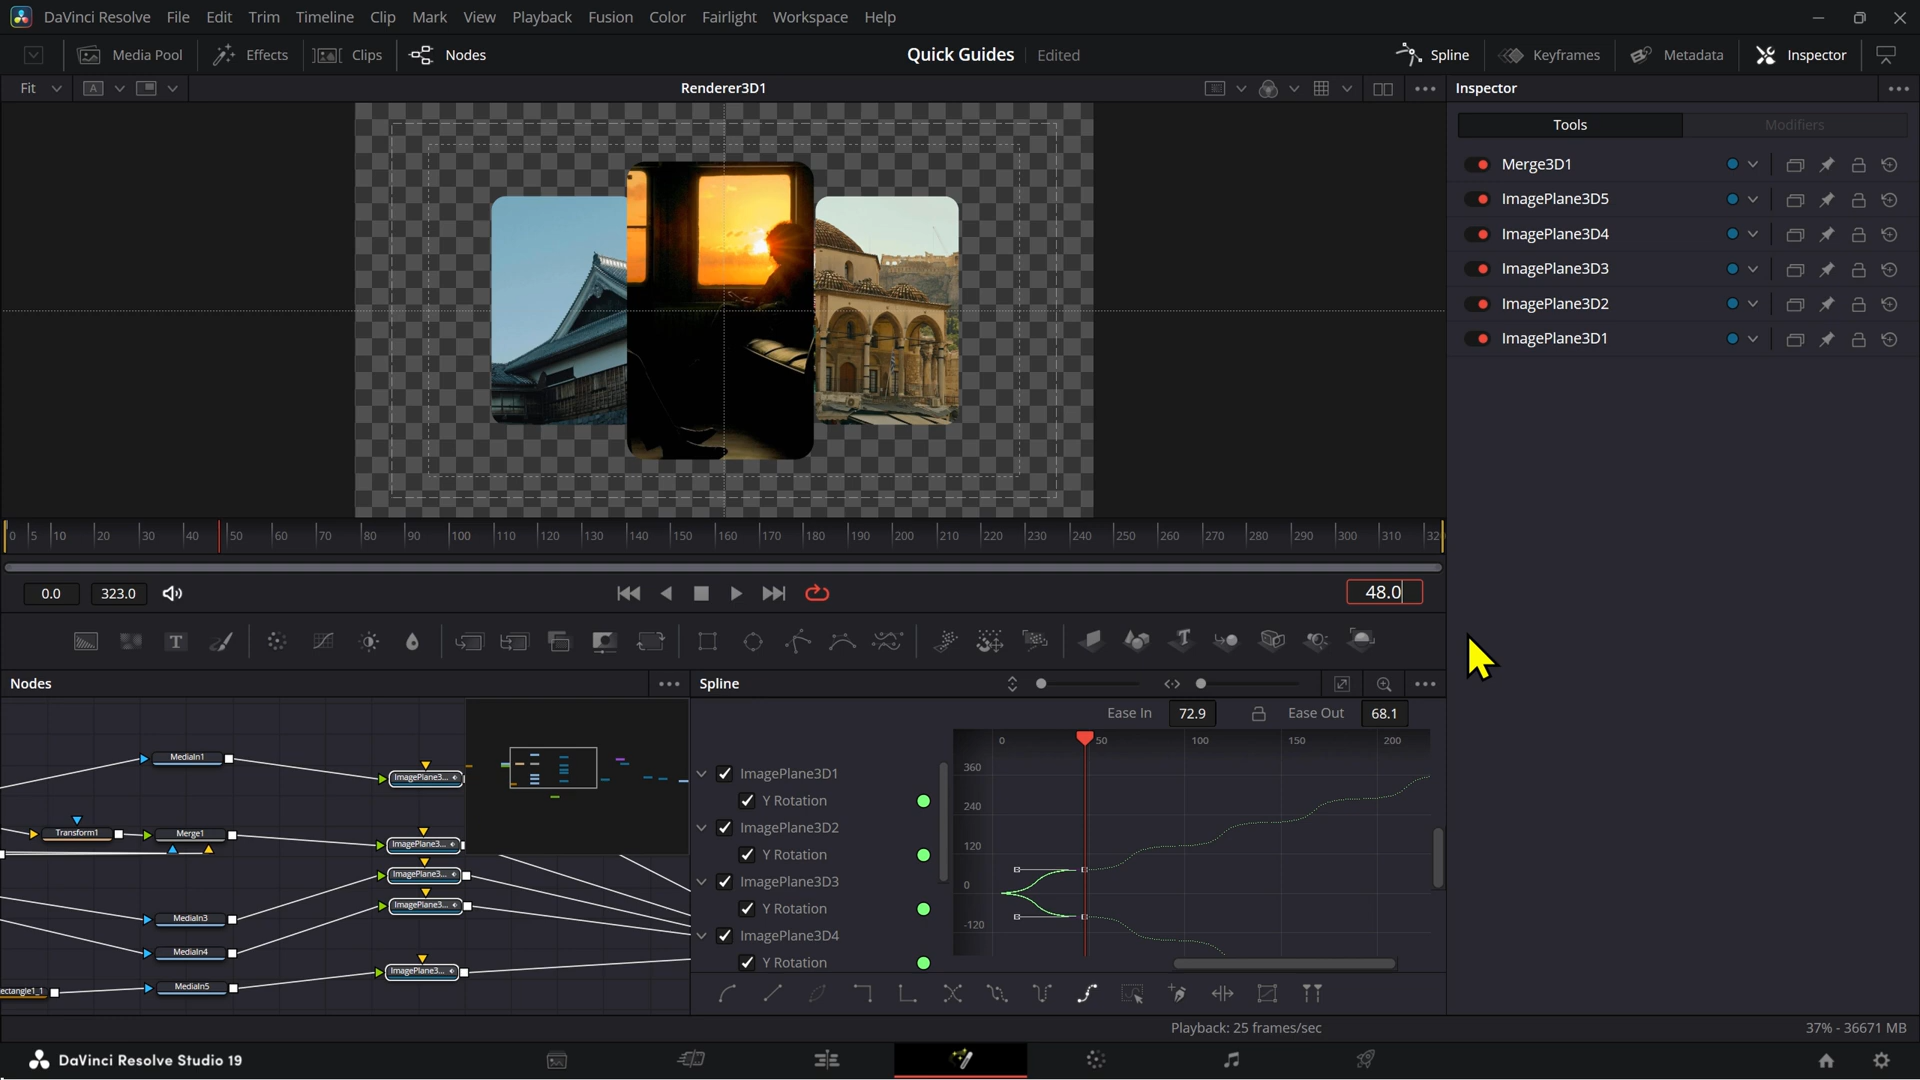 DaVinci Resolve File Edit Trim Timeline Clip Mark View Playback Fusion Color Fairlight Workspace Help
Media Pool Effects Clips Nodes Quick Guides Edited Spline Keyframes Metadata Inspector
Fit A Renderer3D1 Inspector
Tools Modifiers
Merge3D1
ImagePlane3D5
ImagePlane3D4
ImagePlane3D3
ImagePlane3D2
ImagePlane3D1
0 5 10 20 30 40 50 60 70 80 90 100 110 120 130 140 150 160 170 180 190 200 210 220 230 240 250 260 270 280 290 300 310 32
0.0 323.0 48.0
T
Nodes Spline
Ease In 72.9 Ease Out 68.1
0 50 100 150 200
360
240
120
0
-120
MediaIn1
ImagePlane3...
Transform1 Merge1
ImagePlane3...
ImagePlane3...
ImagePlane3...
MediaIn3
MediaIn4
ImagePlane3...
ectangle1_1 MediaIn5
ImagePlane3D1
Y Rotation
ImagePlane3D2
Y Rotation
ImagePlane3D3
Y Rotation
ImagePlane3D4
Y Rotation
Playback: 25 frames/sec 37% - 36671 MB
DaVinci Resolve Studio 19